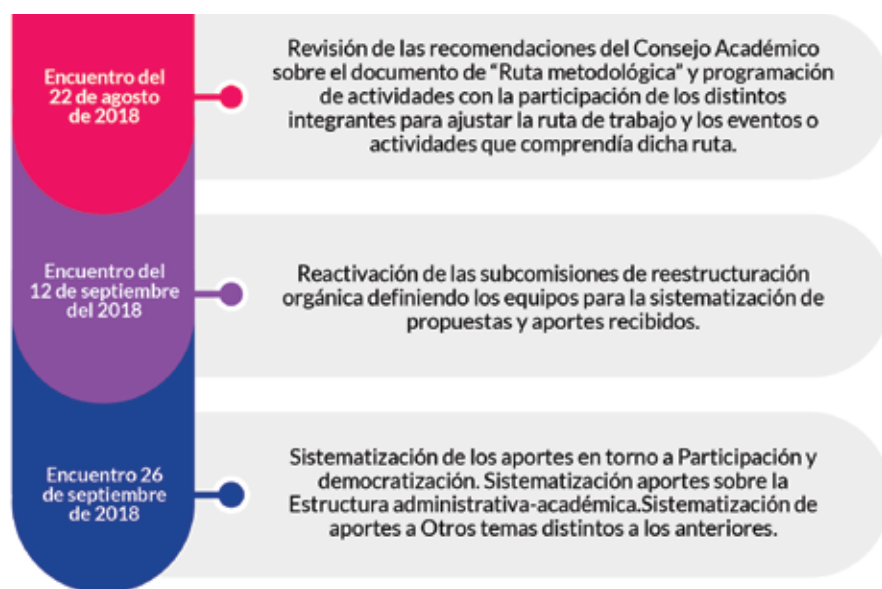 Encuentro del
22 de agosto
de 2018
Revisión de las recomendaciones del Consejo Académico
sobre el documento de “Ruta metodológica” y programación
de actividades con la participación de los distintos
integrantes para ajustar la ruta de trabajo y los eventos o
actividades que comprendía dicha ruta.
Encuentro del
12 de septiembre
del 2018
Reactivación de las subcomisiones de reestructuración
orgánica definiendo los equipos para la sistematización de
propuestas y aportes recibidos.
Encuentro 26
de septiembre
de 2018
Sistematización de los aportes en torno a Participación y
democratización. Sistematización aportes sobre la
Estructura administrativa-académica.Sistematización de
aportes a Otros temas distintos a los anteriores.